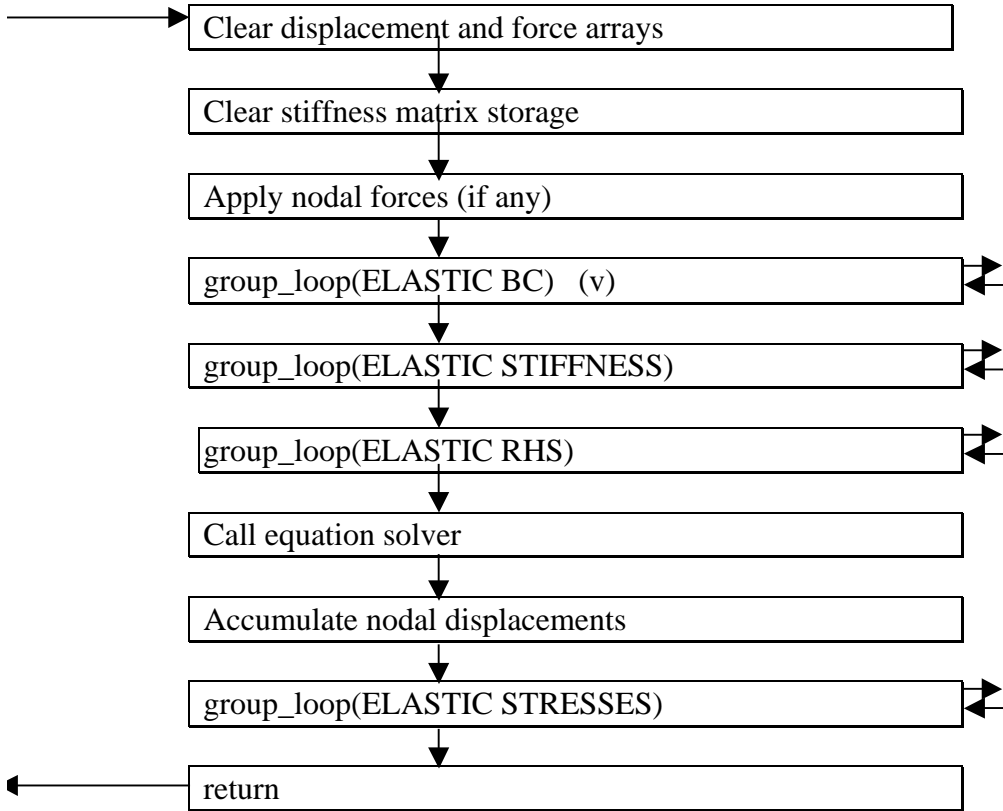 Clear displacement and force arrays
Clear stiffness matrix storage
Apply nodal forces (if any)
group_loop(ELASTIC BC) (v)
group_loop(ELASTIC STIFFNESS)
group_loop(ELASTIC RHS)
Call equation solver
Accumulate nodal displacements
group_loop(ELASTIC STRESSES)
return